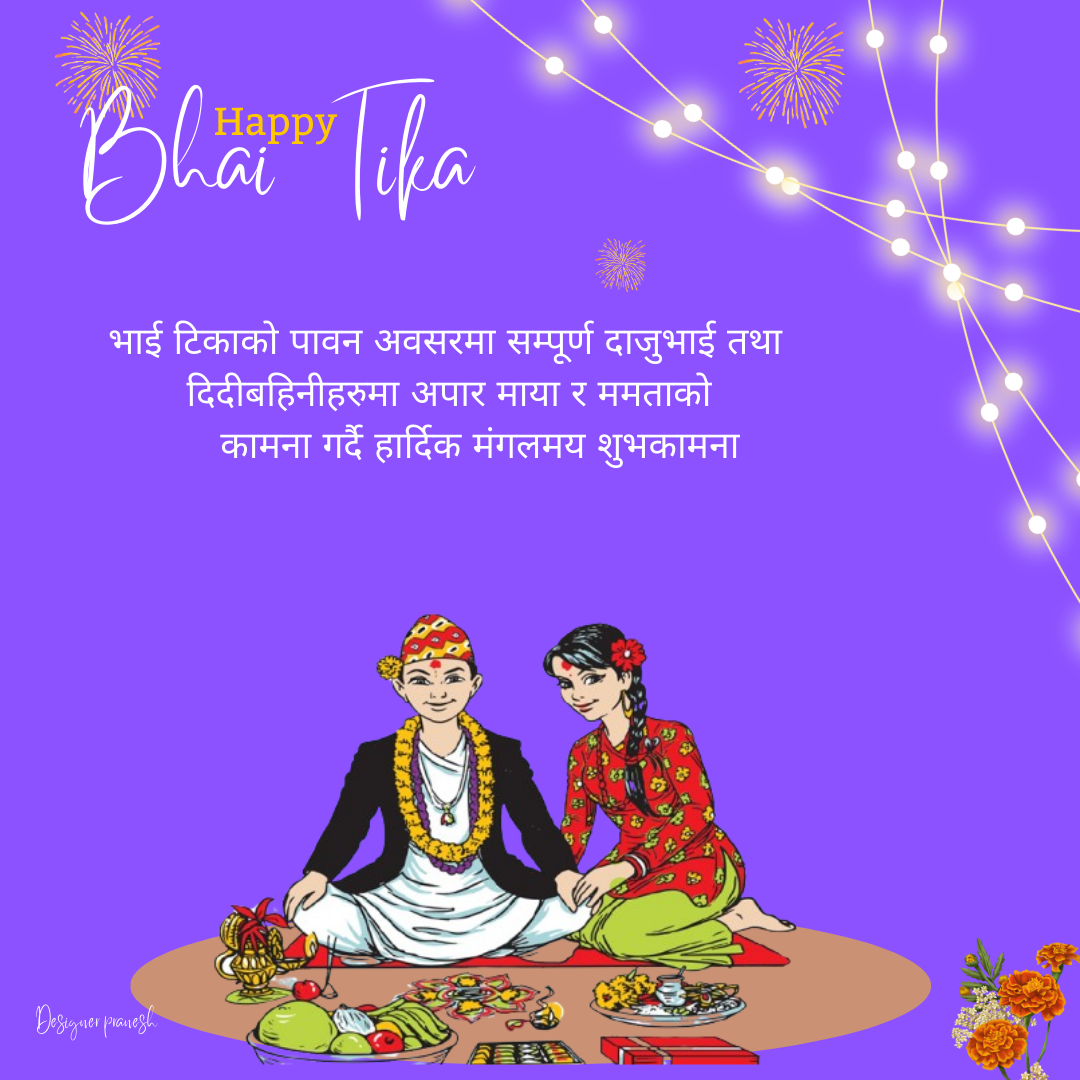 Happy
Bhai Tika
भाई टिकाको पावन अवसरमा सम्पूर्ण दाजुभाई तथा
दिदीबहिनीहरुमा अपार माया र ममताको
कामना गर्दै हार्दिक मंगलमय शुभकामना
Designer pranesh